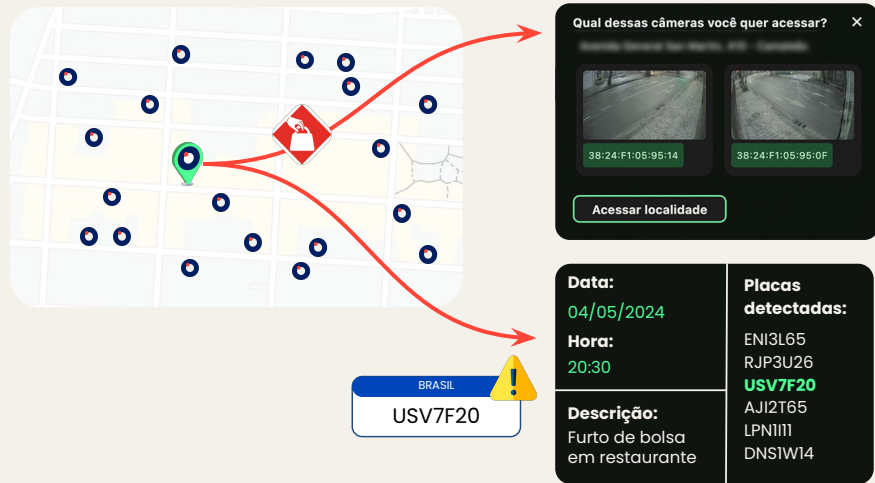 Qual dessas câmeras você quer acessar?
38:24:F1:05:95:14
38:24:F1:05:95:0F
Acessar localidade
Data:
04/05/2024
Hora:
20:30
Descrição:
Furto de bolsa
em restaurante
Placas
detectadas:
ENI3L65
RJP3U26
USV7F20
AJI2T65
LPN1I11
DNS1W14
BRASIL
USV7F20